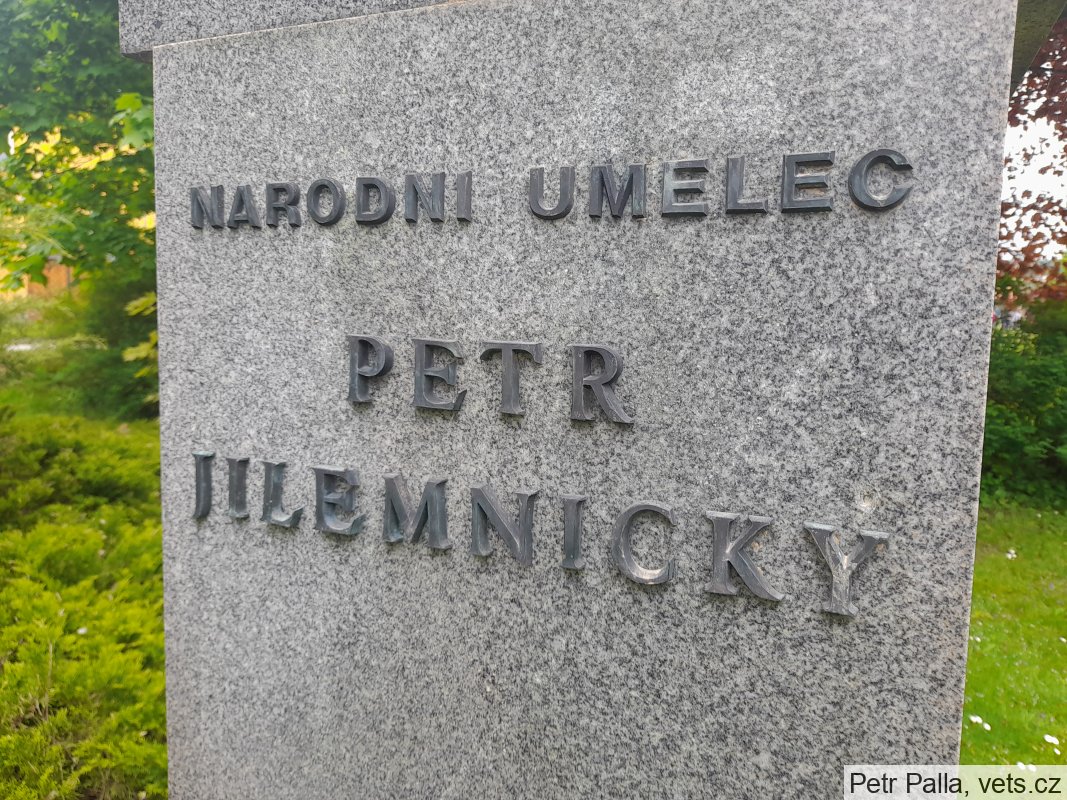 NARODNI UMELEC
PETR
JILEMNICKY
Petr Palla, vets.cz